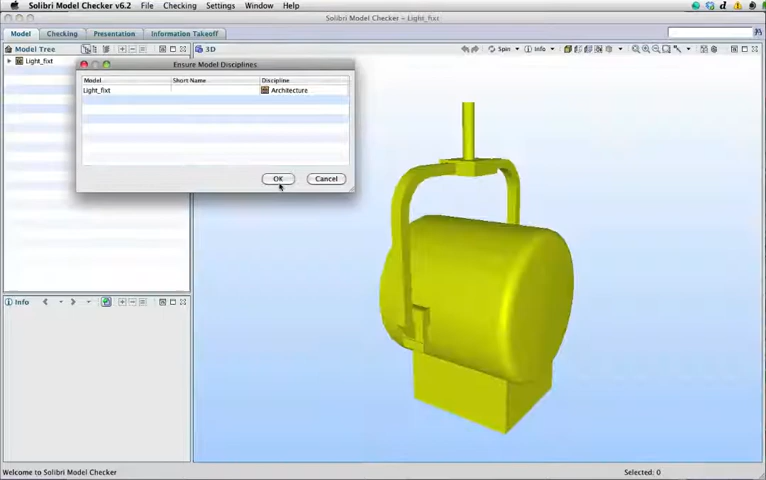 Solibri Model Checker v6.2 File Checking Settings Window Help
Solibri Model Checker - Light_fixt
Model Checking Presentation Information Takeoff
Model Tree
3D
Spin
Info
Light_fixt
Ensure Model Disciplines
Model Short Name Discipline
Light_fixt Architecture
OK Cancel
Info
Welcome to Solibri Model Checker
Selected: 0